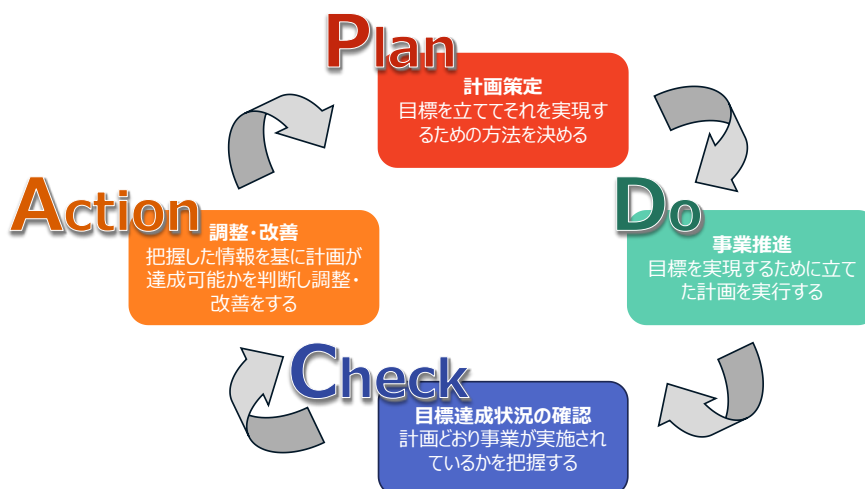 Plan
計画策定
目標を立ててそれを実現す
るための方法を決める
Do
事業推進
目標を実現するために立て
た計画を実行する
Check
目標達成状況の確認
計画どおり事業が実施され
ているかを把握する
Action
調整・改善
把握した情報を基に計画が
達成可能かを判断し調整・
改善をする